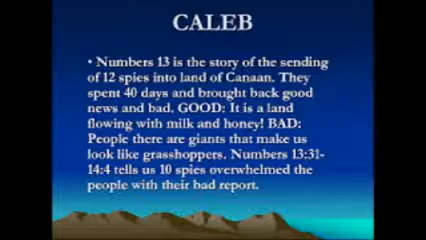 CALEB
• Numbers 13 is the story of the sending
of 12 spies into land of Canaan. They
spent 40 days and brought back good
news and bad. GOOD: It is a land
flowing with milk and honey! BAD:
People there are giants that make us
look like grasshoppers. Numbers 13:31-
14:4 tells us 10 spies overwhelmed the
people with their bad report.